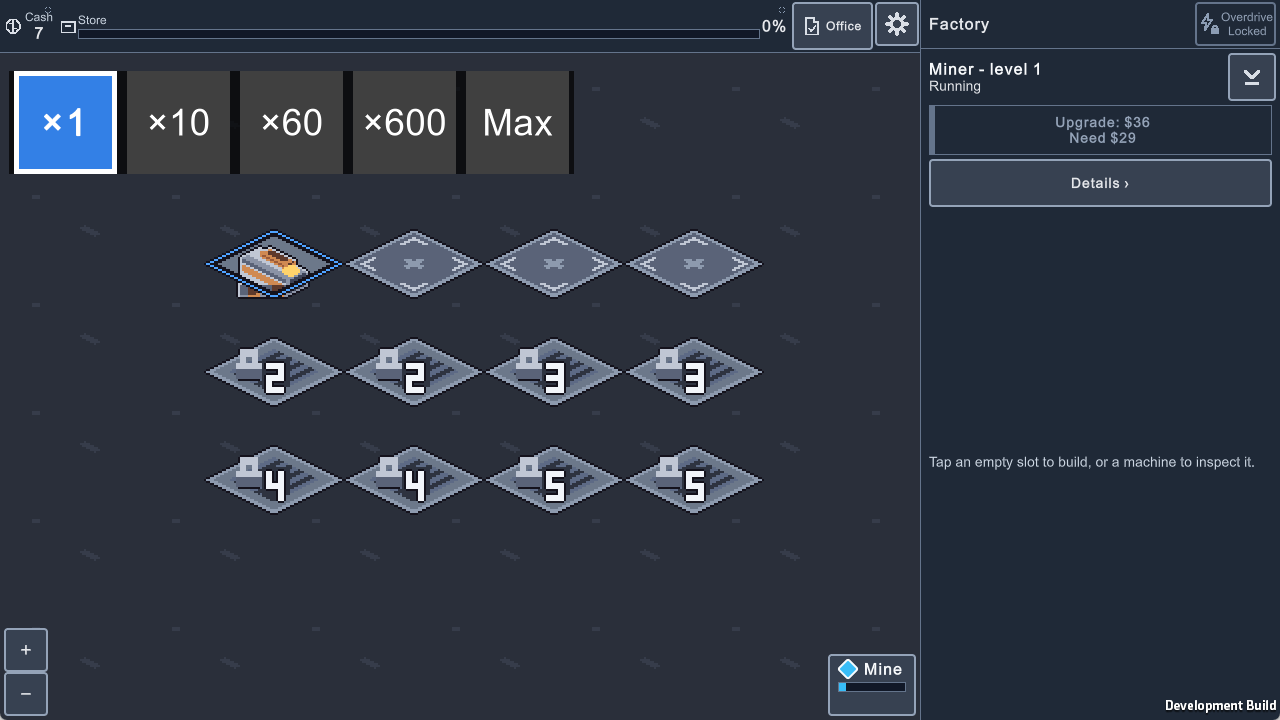 Cash
7
Store
0%
Office
Factory
Overdrive
Locked
×1
×10
×60
×600
Max
Miner - level 1
Running
Upgrade: $36
Need $29
Details ›
2
2
3
3
4
4
5
5
Tap an empty slot to build, or a machine to inspect it.
+
−
Mine
Development Build